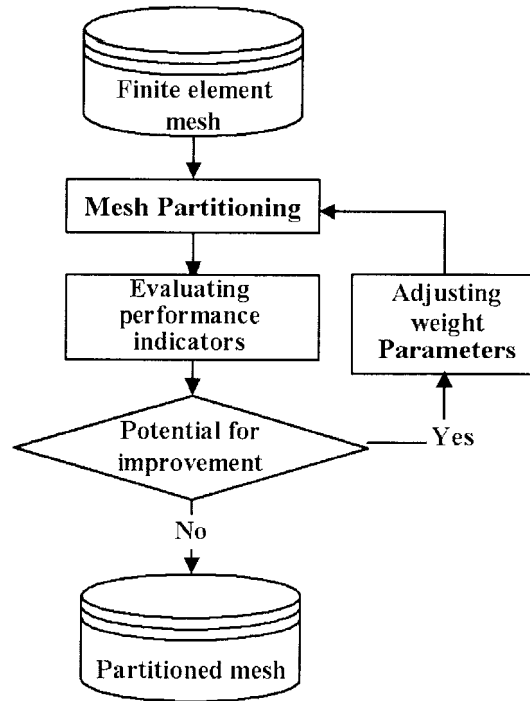 Finite element
mesh
Mesh Partitioning
Evaluating
performance
indicators
Adjusting
weight
Parameters
Potential for
improvement
Yes
No
Partitioned mesh